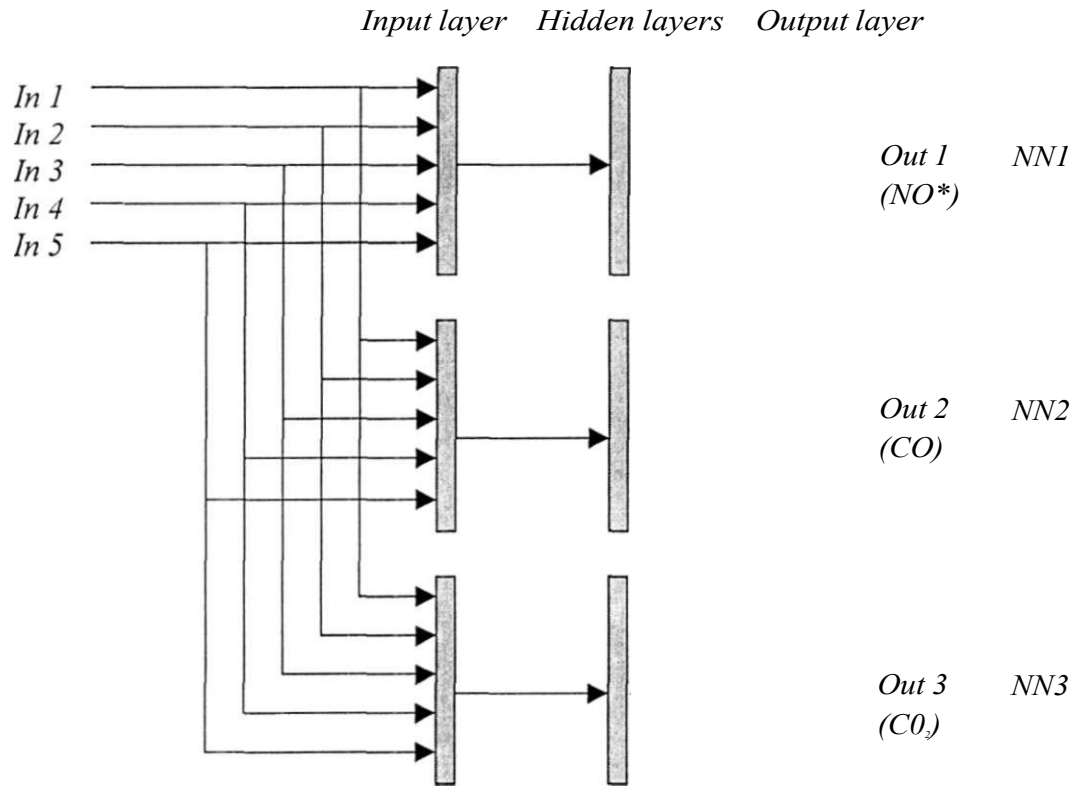 Input layer Hidden layers Output layer
In 1
In 2
In 3
In 4
In 5
Out 1 NN1
(NO*)
Out 2 NN2
(CO)
Out 3 NN3
(C0₂)